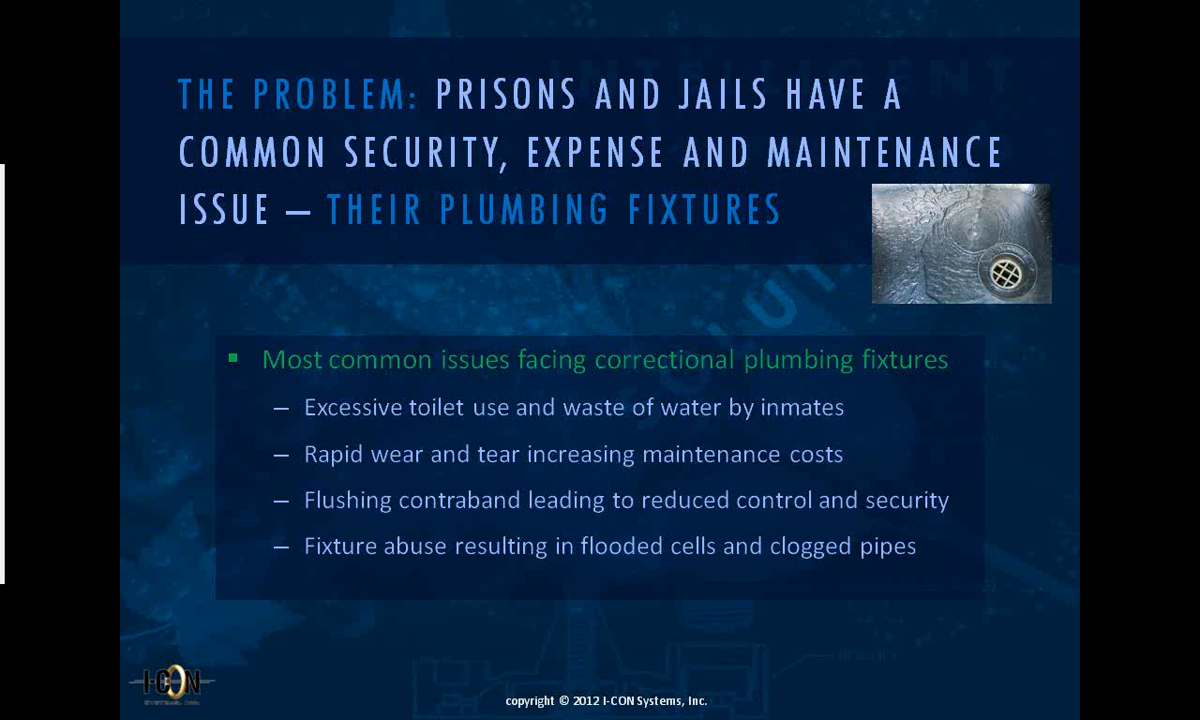 THE PROBLEM: PRISONS AND JAILS HAVE A
COMMON SECURITY, EXPENSE AND MAINTENANCE
ISSUE – THEIR PLUMBING FIXTURES
▪ Most common issues facing correctional plumbing fixtures
– Excessive toilet use and waste of water by inmates
– Rapid wear and tear increasing maintenance costs
– Flushing contraband leading to reduced control and security
– Fixture abuse resulting in flooded cells and clogged pipes
I-CON
SYSTEMS, INC.
copyright © 2012 I-CON Systems, Inc.